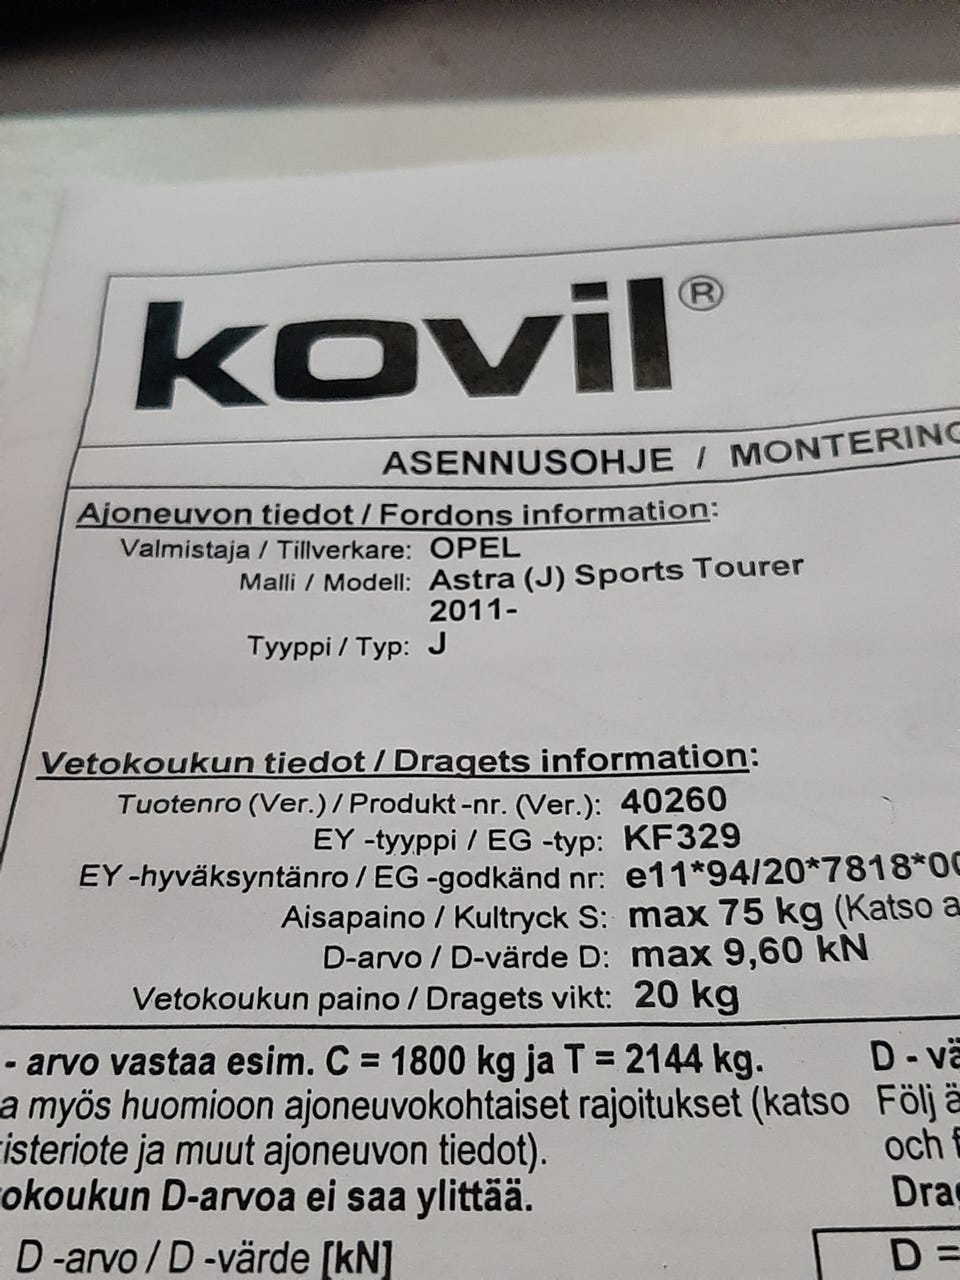 kovil®
ASENNUSOHJE / MONTERING
Ajoneuvon tiedot / Fordons information:
Valmistaja / Tillverkare: OPEL
Malli / Modell: Astra (J) Sports Tourer
2011-
Tyyppi / Typ: J
Vetokoukun tiedot / Dragets information:
Tuotenro (Ver.) / Produkt -nr. (Ver.): 40260
EY -tyyppi / EG -typ: KF329
EY -hyväksyntänro / EG -godkänd nr: e11*94/20*7818*00
Aisapaino / Kultryck S: max 75 kg (Katso a
D-arvo / D-värde D: max 9,60 kN
Vetokoukun paino / Dragets vikt: 20 kg
- arvo vastaa esim. C = 1800 kg ja T = 2144 kg. D - vä
a myös huomioon ajoneuvokohtaiset rajoitukset (katso Följ ä
isteriote ja muut ajoneuvon tiedot). och f
okoukun D-arvoa ei saa ylittää. Drag
D -arvo / D -värde [kN] D =